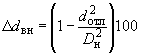 Δd_вн = (1 − d²_отл / D²_н) 100